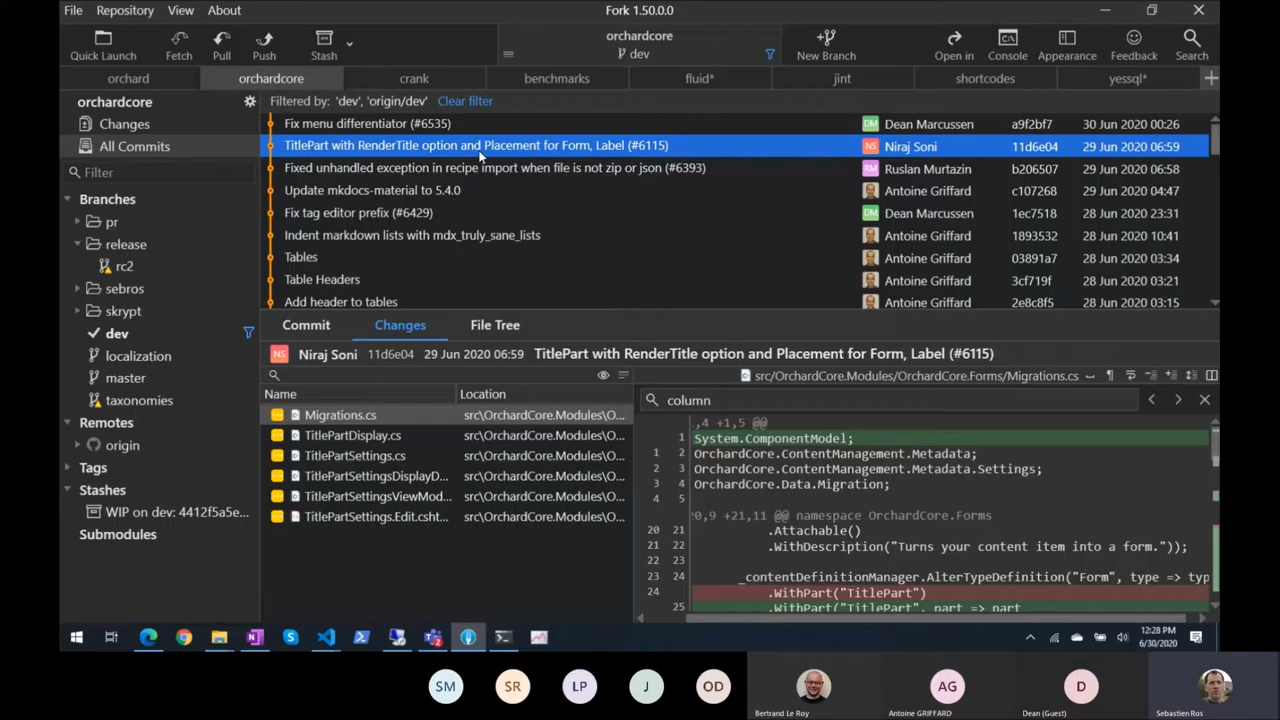 File Repository View About
Fork 1.50.0.0
Quick Launch
Fetch
Pull
Push
Stash
orchardcore
dev
New Branch
Open in
Console
Appearance
Feedback
Search
orchard
orchardcore
crank
benchmarks
fluid*
jint
shortcodes
yessql*
orchardcore
Changes
All Commits
Filter
Branches
pr
release
rc2
sebros
skrypt
dev
localization
master
taxonomies
Remotes
origin
Tags
Stashes
WIP on dev: 4412f5a5e...
Submodules
Filtered by: 'dev', 'origin/dev' Clear filter
Fix menu differentiator (#6535) DM Dean Marcussen a9f2bf7 30 Jun 2020 00:26
TitlePart with RenderTitle option and Placement for Form, Label (#6115) NS Niraj Soni 11d6e04 29 Jun 2020 06:59
Fixed unhandled exception in recipe import when file is not zip or json (#6393) RM Ruslan Murtazin b206507 29 Jun 2020 06:58
Update mkdocs-material to 5.4.0 Antoine Griffard c107268 29 Jun 2020 04:47
Fix tag editor prefix (#6429) DM Dean Marcussen 1ec7518 28 Jun 2020 23:31
Indent markdown lists with mdx_truly_sane_lists Antoine Griffard 1893532 28 Jun 2020 10:41
Tables Antoine Griffard 03891a7 28 Jun 2020 03:34
Table Headers Antoine Griffard 3cf719f 28 Jun 2020 03:21
Add header to tables Antoine Griffard 2e8c8f5 28 Jun 2020 03:15
Commit Changes File Tree
NS Niraj Soni 11d6e04 29 Jun 2020 06:59 TitlePart with RenderTitle option and Placement for Form, Label (#6115)
Name Location
Migrations.cs src\OrchardCore.Modules\O...
TitlePartDisplay.cs src\OrchardCore.Modules\O...
TitlePartSettings.cs src\OrchardCore.Modules\O...
TitlePartSettingsDisplayD... src\OrchardCore.Modules\O...
TitlePartSettingsViewMod... src\OrchardCore.Modules\O...
TitlePartSettings.Edit.csht... src\OrchardCore.Modules\O...
src/OrchardCore.Modules/OrchardCore.Forms/Migrations.cs
column
,4 +1,5 @@
1 System.ComponentModel;
1 2 OrchardCore.ContentManagement.Metadata;
2 3 OrchardCore.ContentManagement.Metadata.Settings;
3 4 OrchardCore.Data.Migration;
4 5
20,9 +21,11 @@ namespace OrchardCore.Forms
20 21 .Attachable()
21 22 .WithDescription("Turns your content item into a form."));
22 23
23 24 _contentDefinitionManager.AlterTypeDefinition("Form", type => typ
24 .WithPart("TitlePart")
25 .WithPart("TitlePart", part => part
12:28 PM
6/30/2020
SM
SR
LP
J
OD
Bertrand Le Roy
AG
Antoine GRIFFARD
D
Dean (Guest)
Sebastien Ros